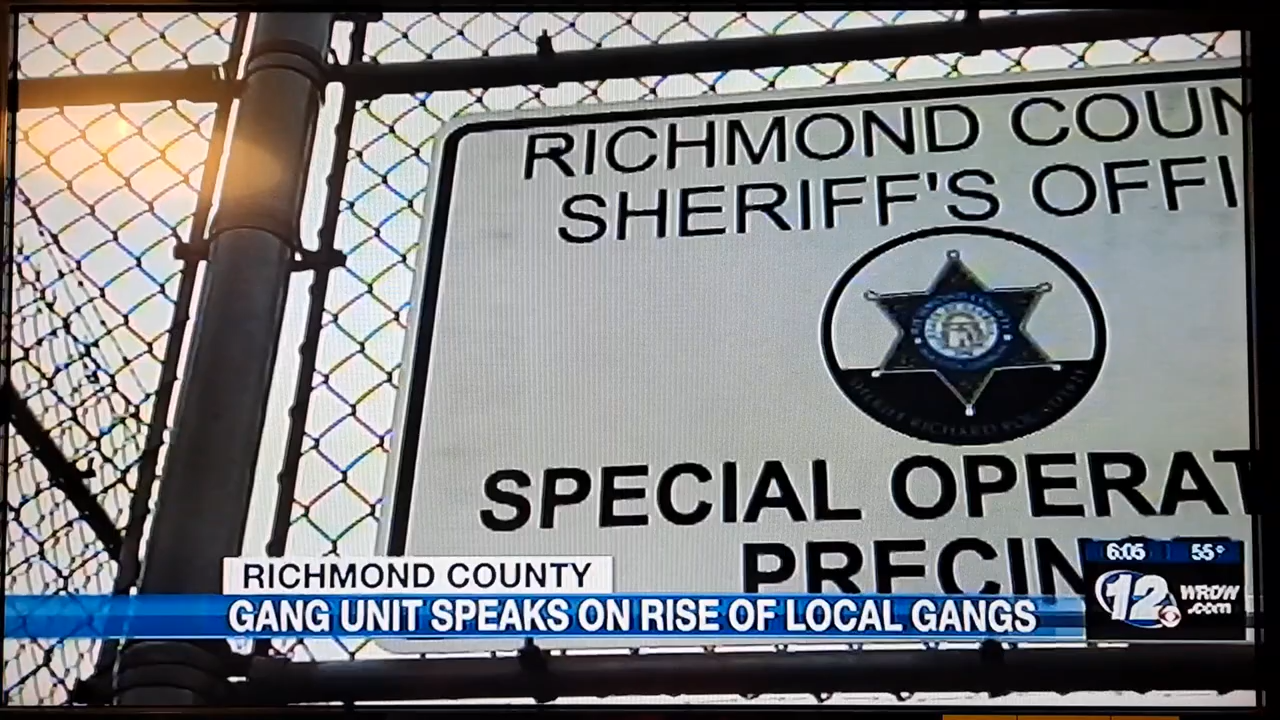 RICHMOND COUN
SHERIFF'S OFFI
SPECIAL OPERAT
PRECIN
RICHMOND COUNTY
GANG UNIT SPEAKS ON RISE OF LOCAL GANGS
6:05 55°
12 WRDW
.com